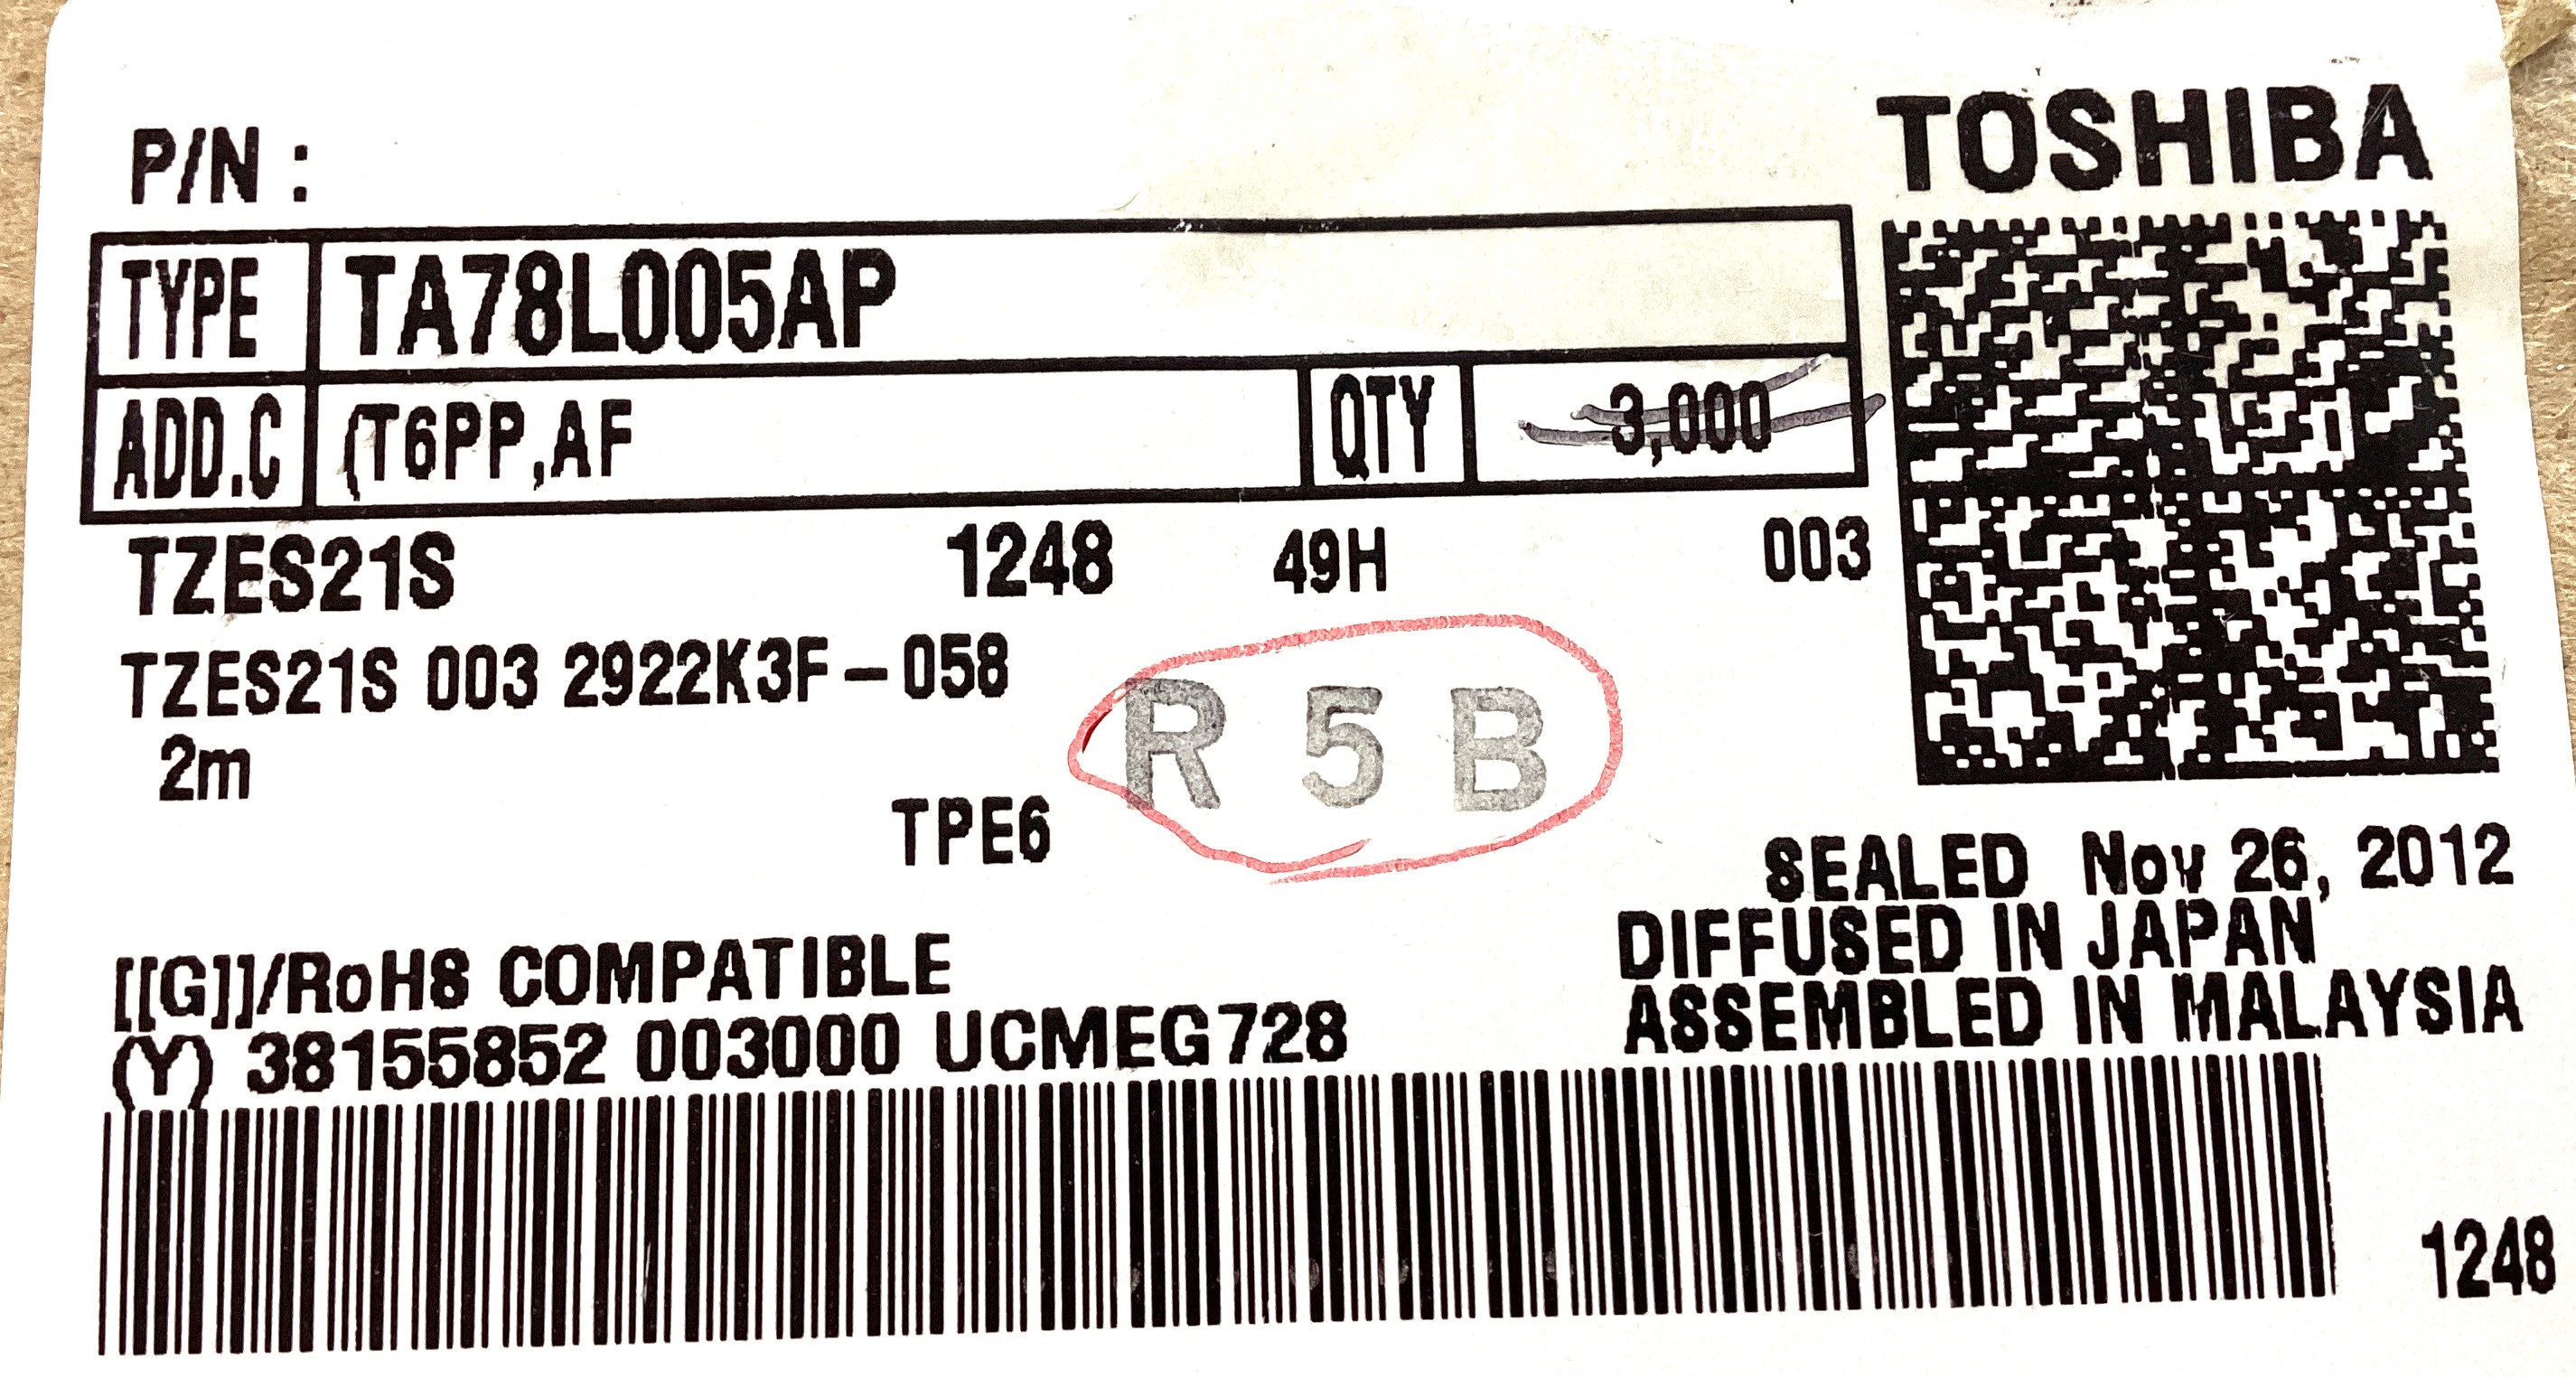 P/N :
TOSHIBA
TYPE TA78L005AP
ADD.C (T6PP,AF QTY 3,000
TZES21S 1248 49H 003
TZES21S 003 2922K3F-058
2m
R 5 B
TPE6
SEALED Nov 26, 2012
DIFFUSED IN JAPAN
ASSEMBLED IN MALAYSIA
[[G]]/RoHS COMPATIBLE
(Y) 38155852 003000 UCMEG728
1248